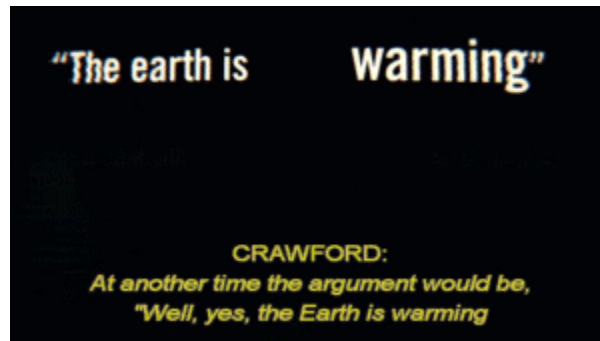 “The earth is warming”
CRAWFORD:
At another time the argument would be,
"Well, yes, the Earth is warming